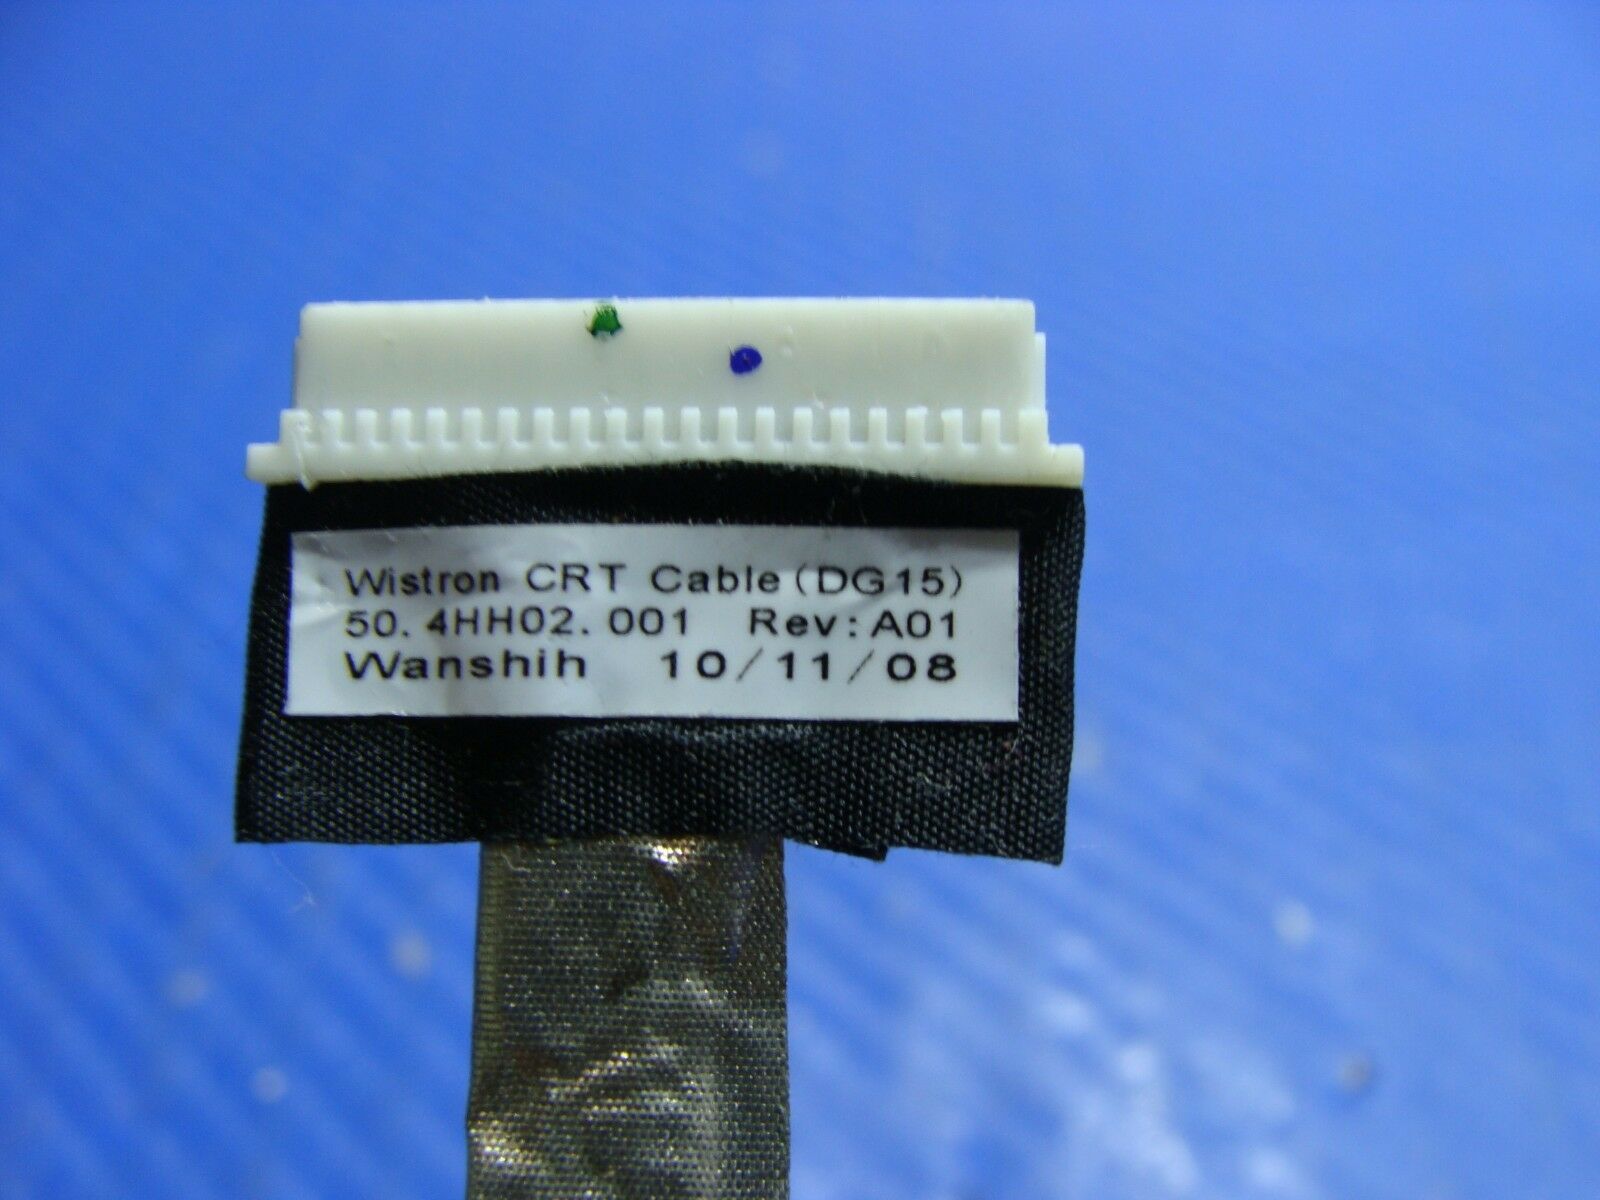 Wistron CRT Cable(DG15)
50.4HH02.001 Rev:A01
Wanshih 10/11/08